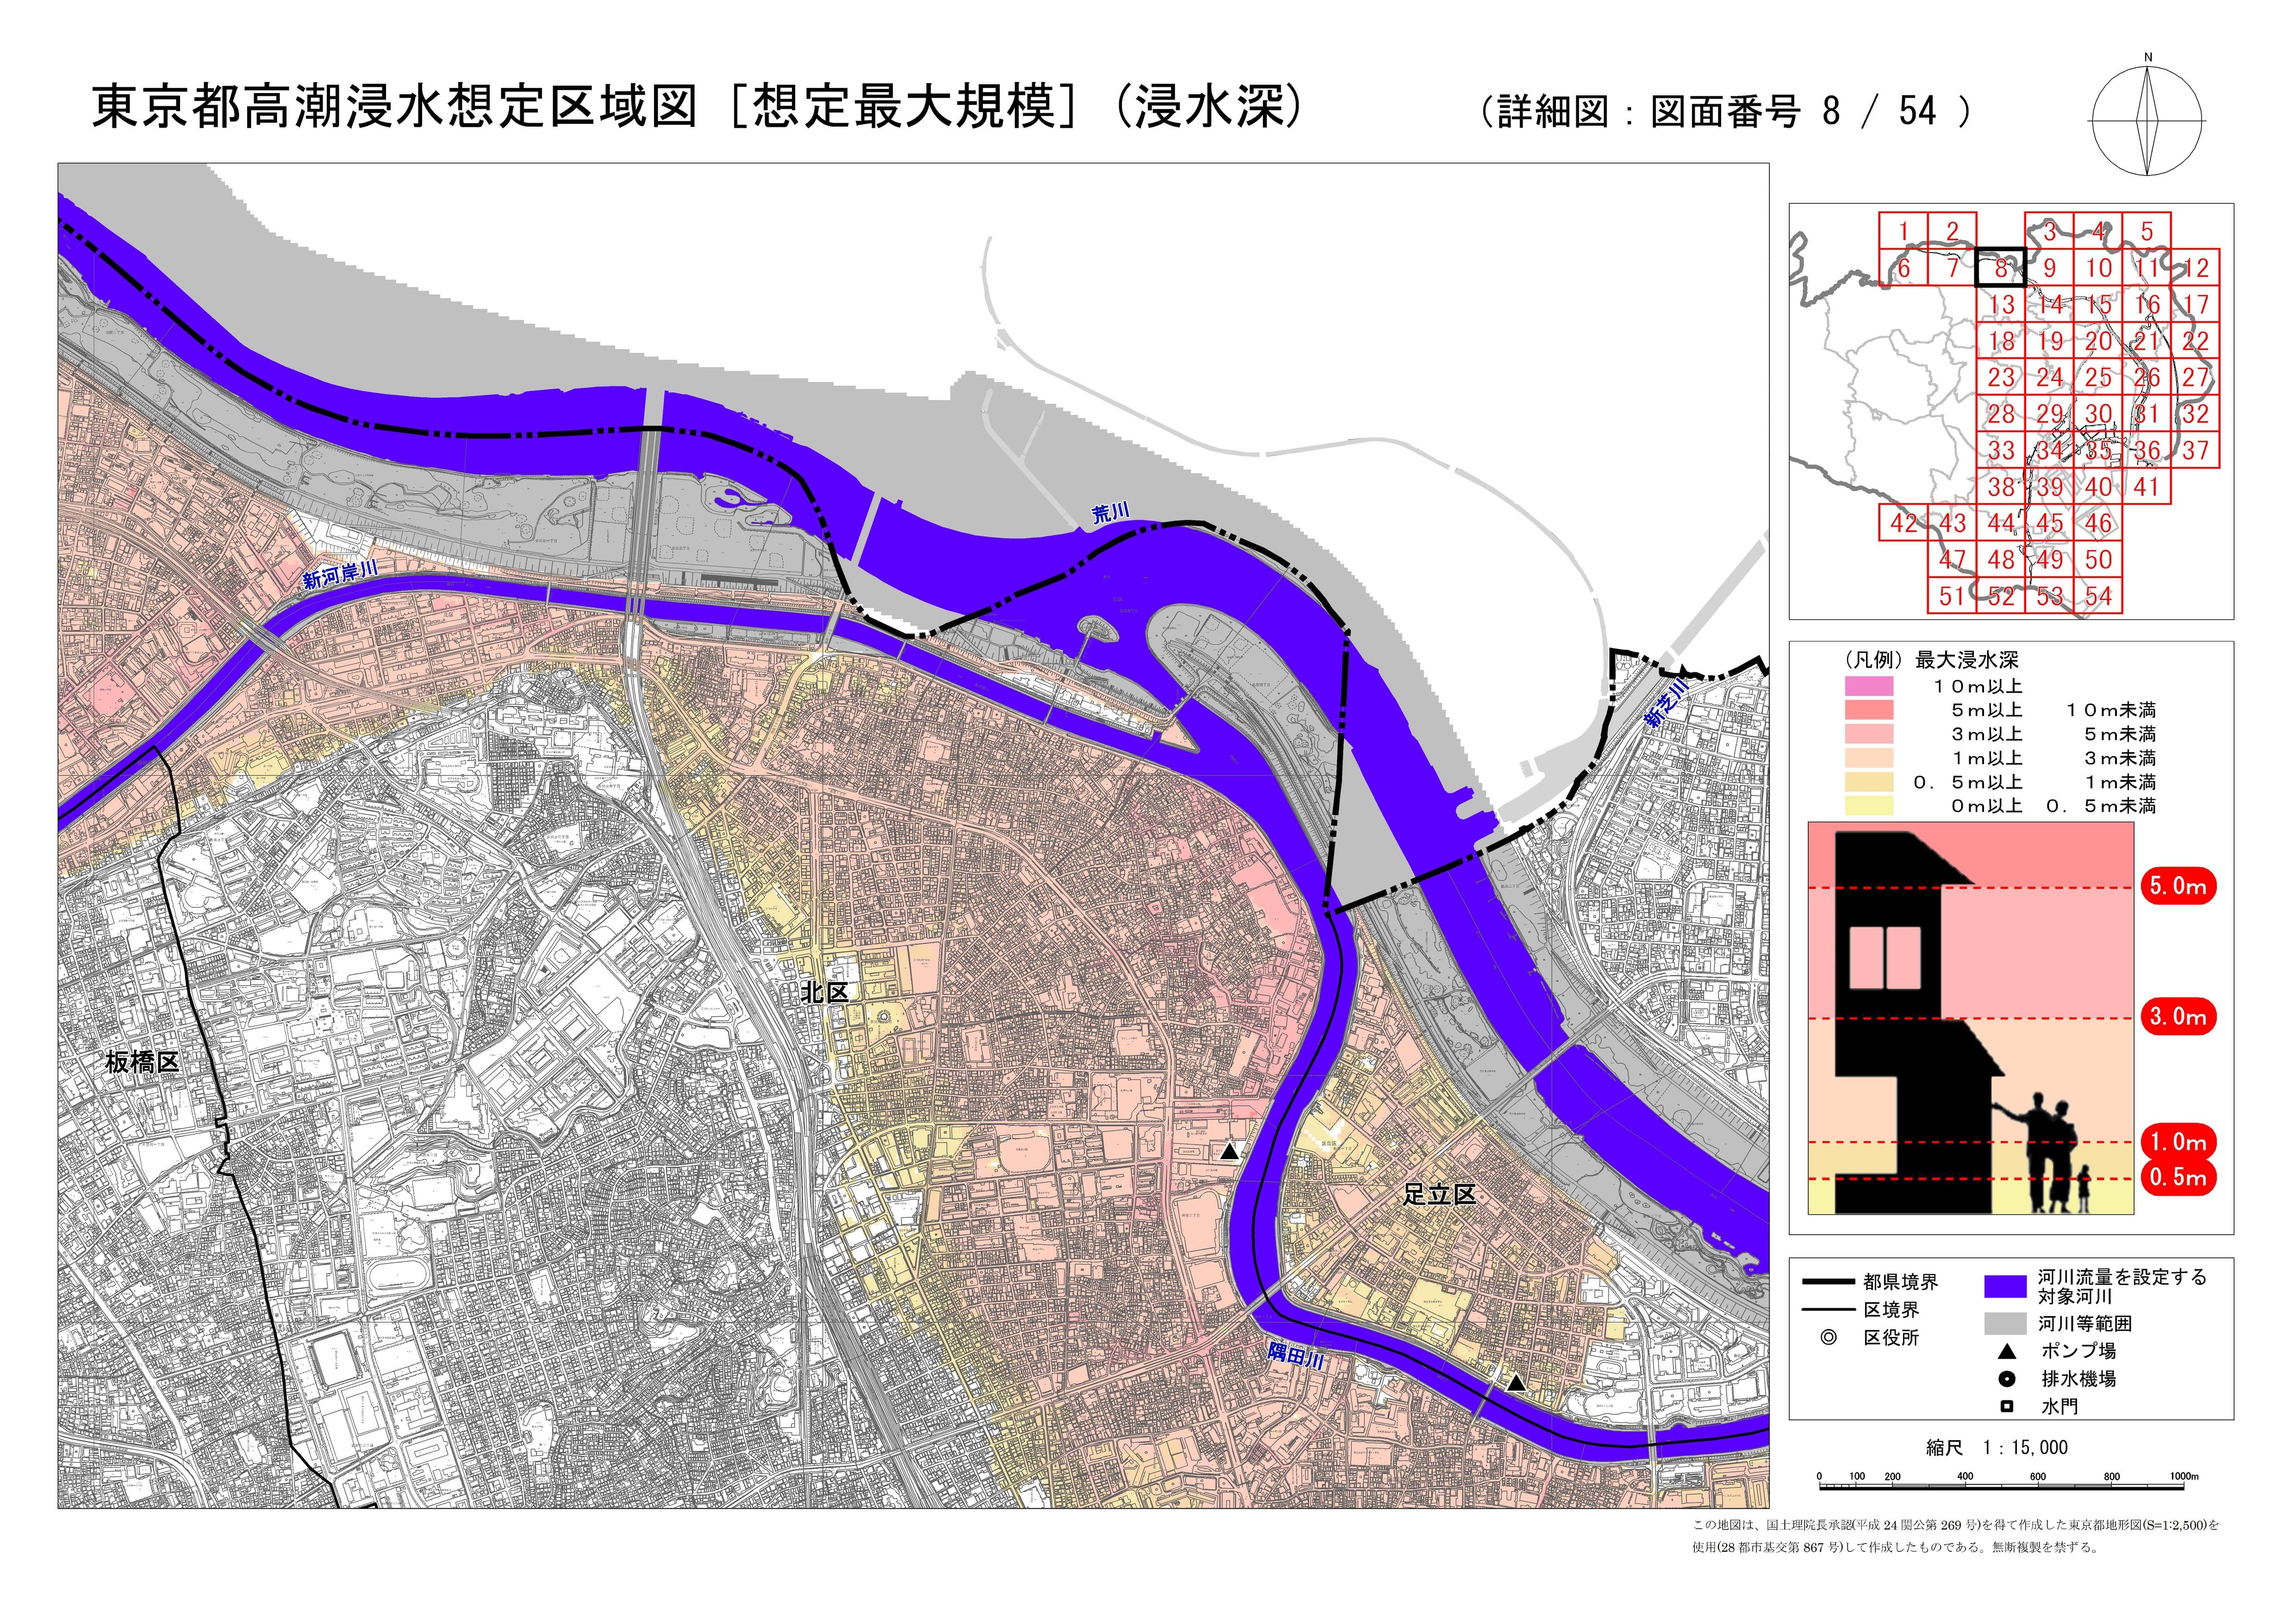 東京都高潮浸水想定区域図［想定最大規模］（浸水深）
（詳細図：図面番号 8 / 54 ）
N
1 2 3 4 5
6 7 8 9 10 11 12
13 14 15 16 17
18 19 20 21 22
23 24 25 26 27
28 29 30 31 32
33 34 35 36 37
38 39 40 41
42 43 44 45 46
47 48 49 50
51 52 53 54
荒川
新河岸川
新芝川
北区
板橋区
足立区
隅田川
（凡例）最大浸水深
１０ｍ以上
５ｍ以上 １０ｍ未満
３ｍ以上 ５ｍ未満
１ｍ以上 ３ｍ未満
０．５ｍ以上 １ｍ未満
０ｍ以上 ０．５ｍ未満
5.0m
3.0m
1.0m
0.5m
都県境界
区境界
区役所
河川流量を設定する
対象河川
河川等範囲
ポンプ場
排水機場
水門
縮尺 1：15,000
0 100 200 400 600 800 1000m
この地図は、国土地理院長承認(平成 24 関公第 269 号)を得て作成した東京都地形図(S=1:2,500)を
使用(28 都市基交第 867 号)して作成したものである。無断複製を禁ずる。